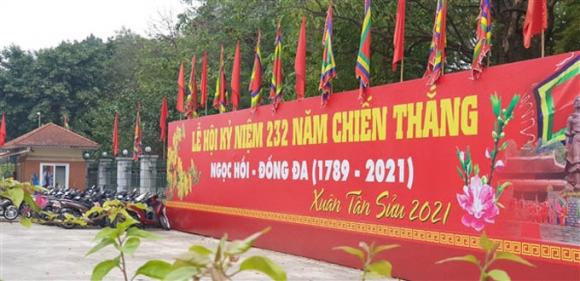 LỄ HỘI KỶ NIỆM 232 NĂM CHIẾN THẮNG
NGỌC HỒI - ĐỐNG ĐA (1789 - 2021)
Xuân Tân Sửu 2021